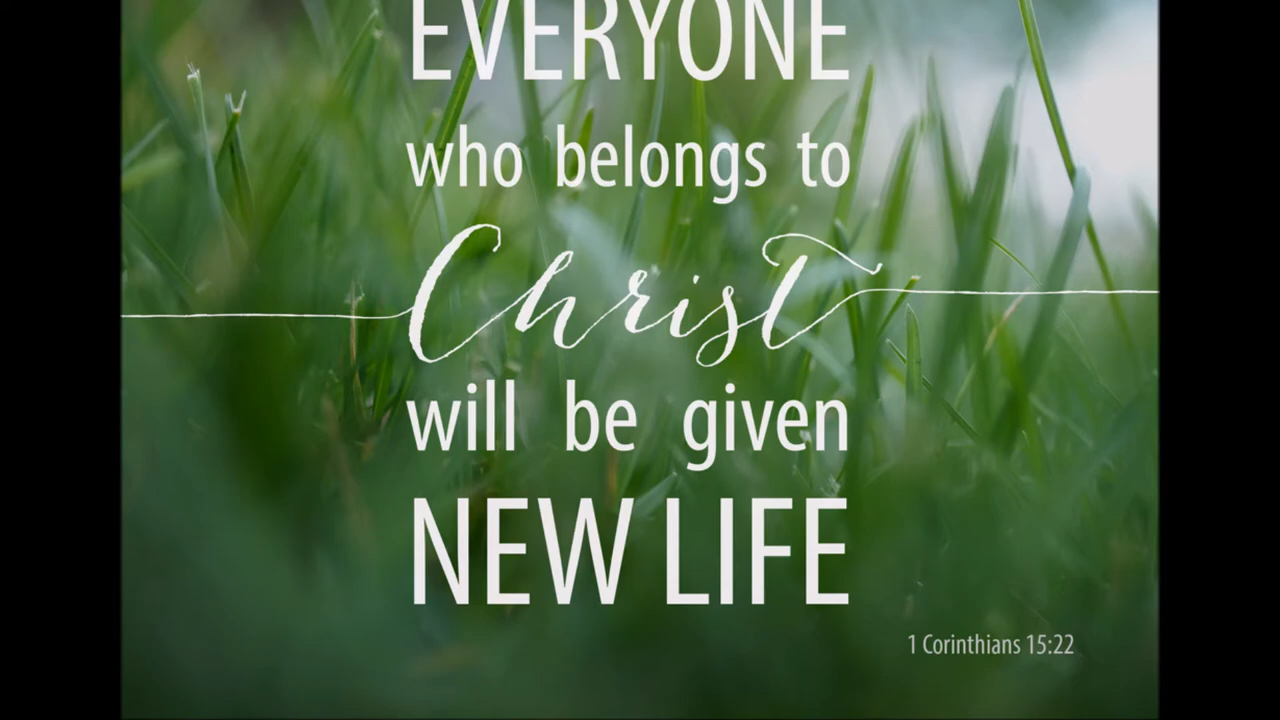 EVERYONE
who belongs to
Christ
will be given
NEW LIFE
1 Corinthians 15:22